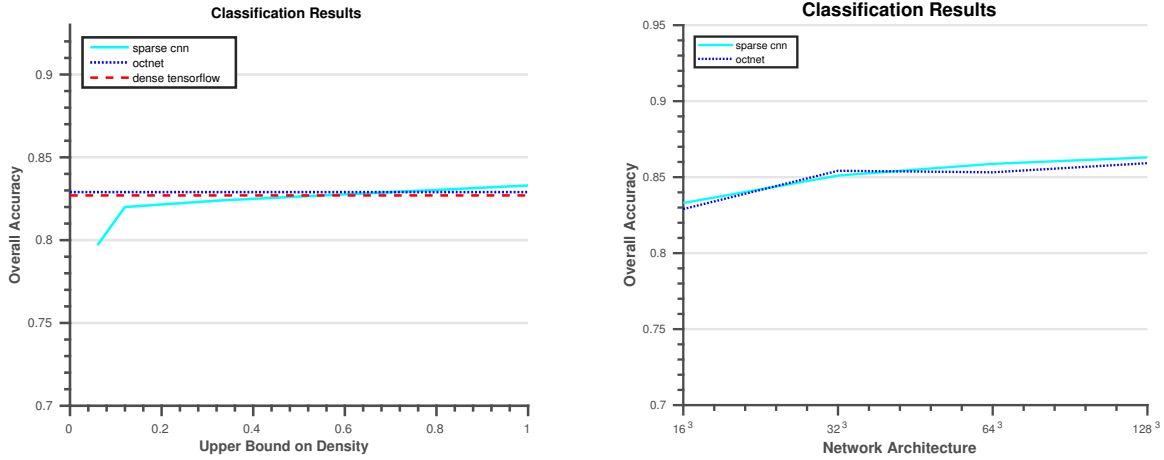 Classification Results
sparse cnn
octnet
dense tensorflow
0.9
0.85
0.8
0.75
0.7
Overall Accuracy
0 0.2 0.4 0.6 0.8 1
Upper Bound on Density
Classification Results
sparse cnn
octnet
0.95
0.9
0.85
0.8
0.75
0.7
Overall Accuracy
16³ 32³ 64³ 128³
Network Architecture